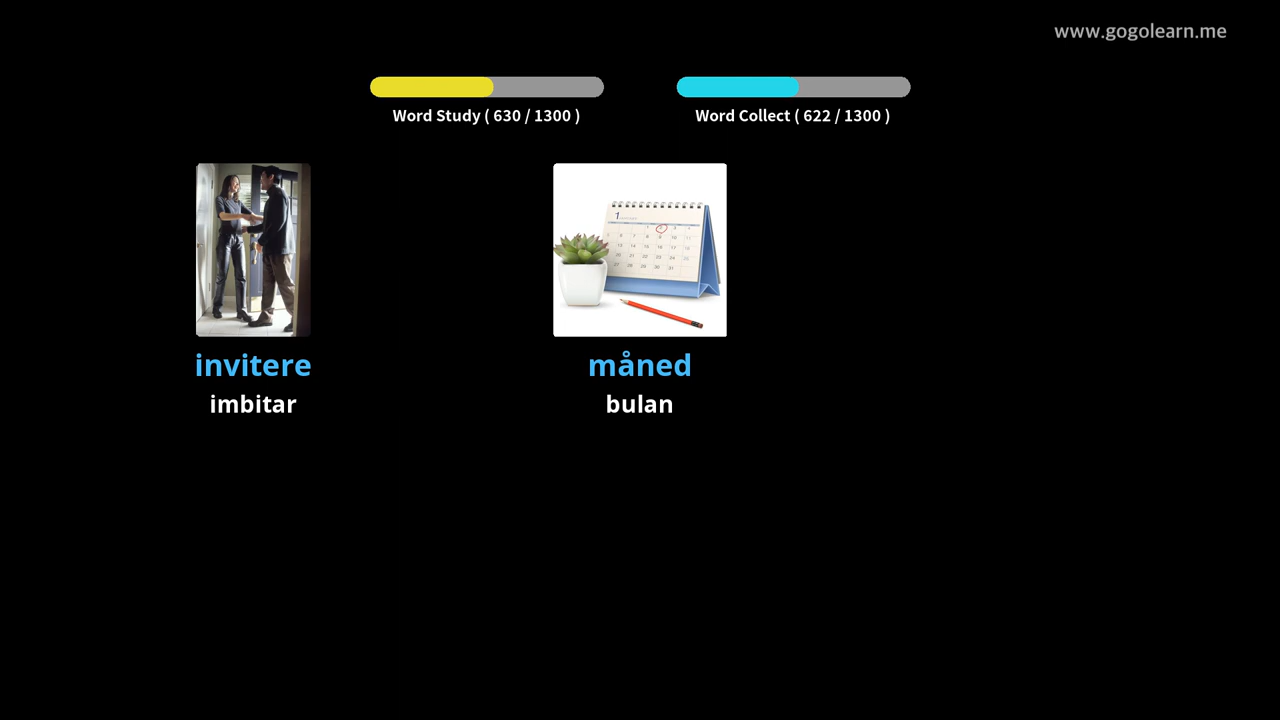 www.gogolearn.me
Word Study ( 630 / 1300 )
Word Collect ( 622 / 1300 )
invitere
imbitar
måned
bulan